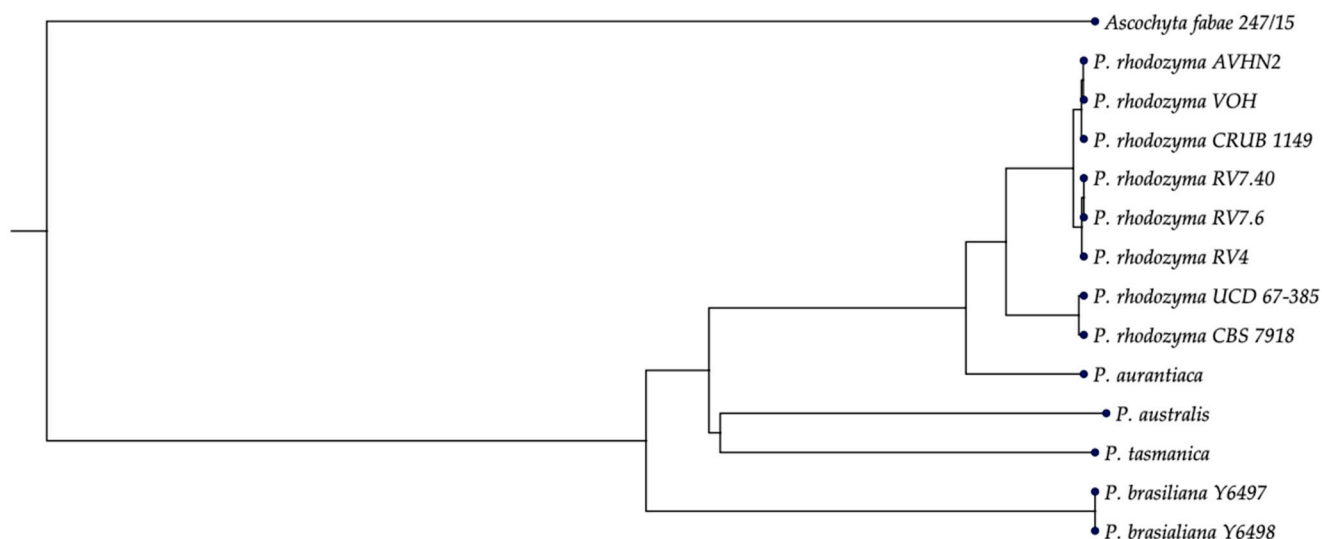 Ascochyta fabae 247/15
P. rhodozyma AVHN2
P. rhodozyma VOH
P. rhodozyma CRUB 1149
P. rhodozyma RV7.40
P. rhodozyma RV7.6
P. rhodozyma RV4
P. rhodozyma UCD 67-385
P. rhodozyma CBS 7918
P. aurantiaca
P. australis
P. tasmanica
P. brasiliana Y6497
P. brasialiana Y6498